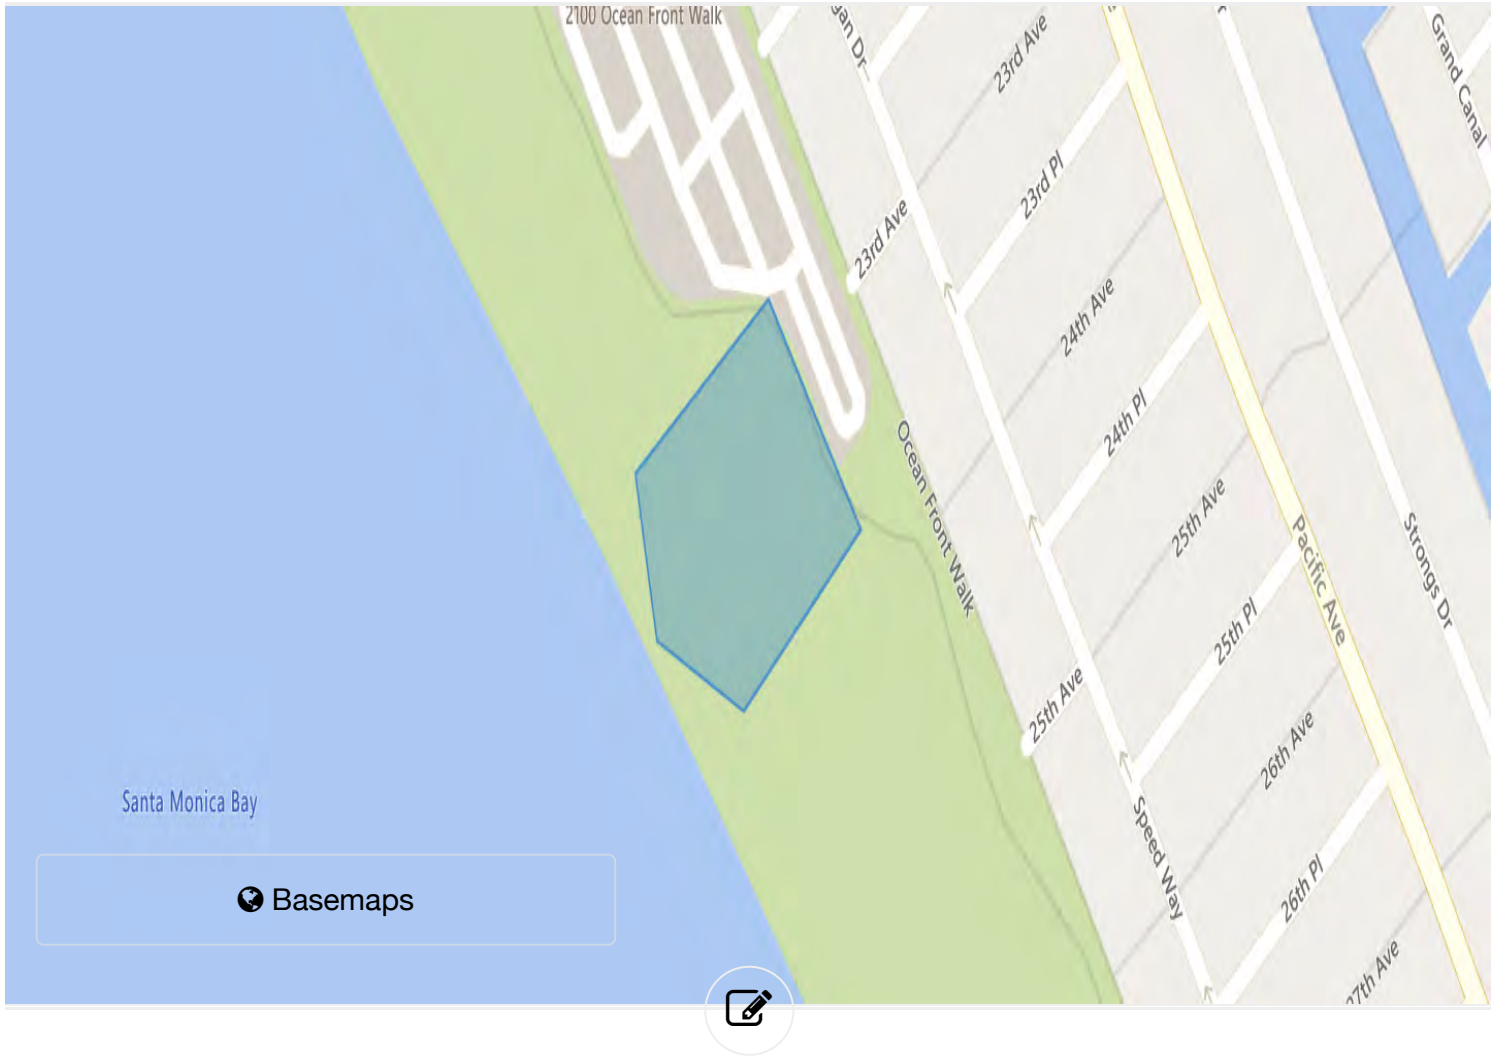 2100 Ocean Front Walk
23rd Ave
Grand Canal
23rd Pl
23rd Ave
24th Ave
24th Pl
Ocean Front Walk
25th Ave
Pacific Ave
Strongs Dr
25th Pl
25th Ave
26th Ave
Santa Monica Bay
Speed Way
26th Pl
Basemaps